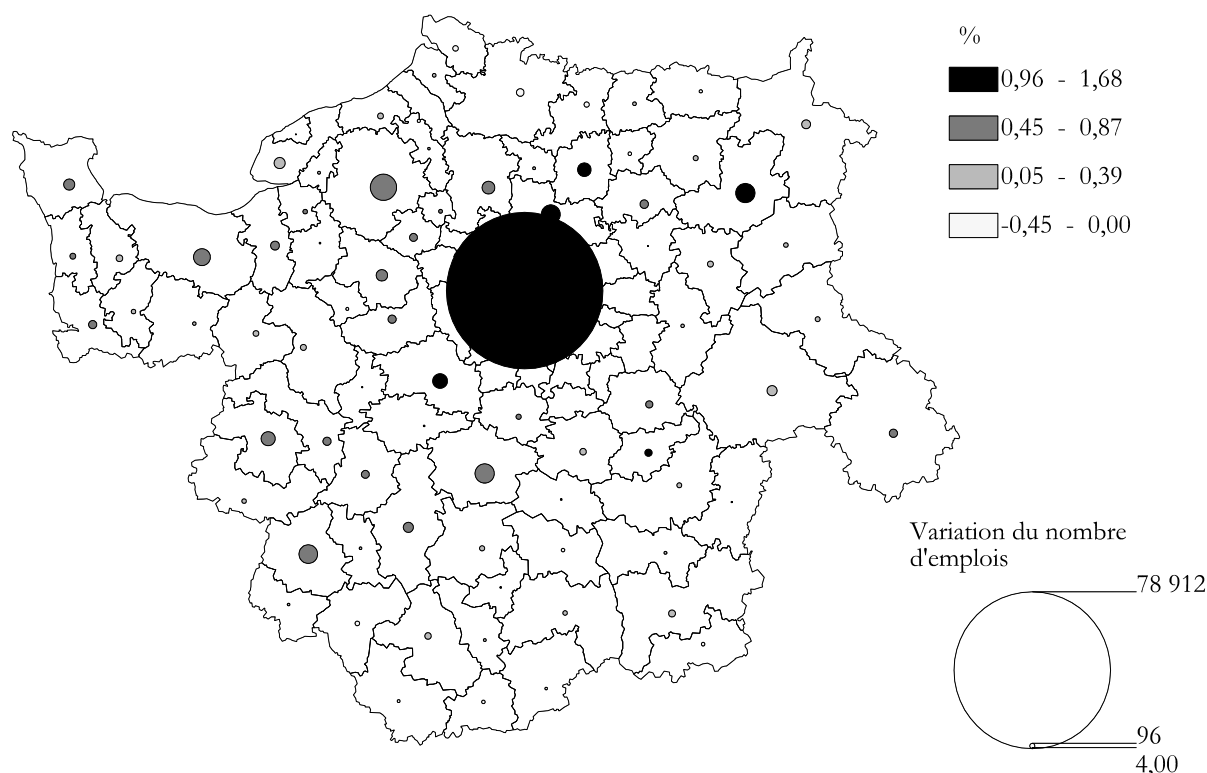 %
0,96 - 1,68
0,45 - 0,87
0,05 - 0,39
-0,45 - 0,00
Variation du nombre
d'emplois
78 912
96
4,00